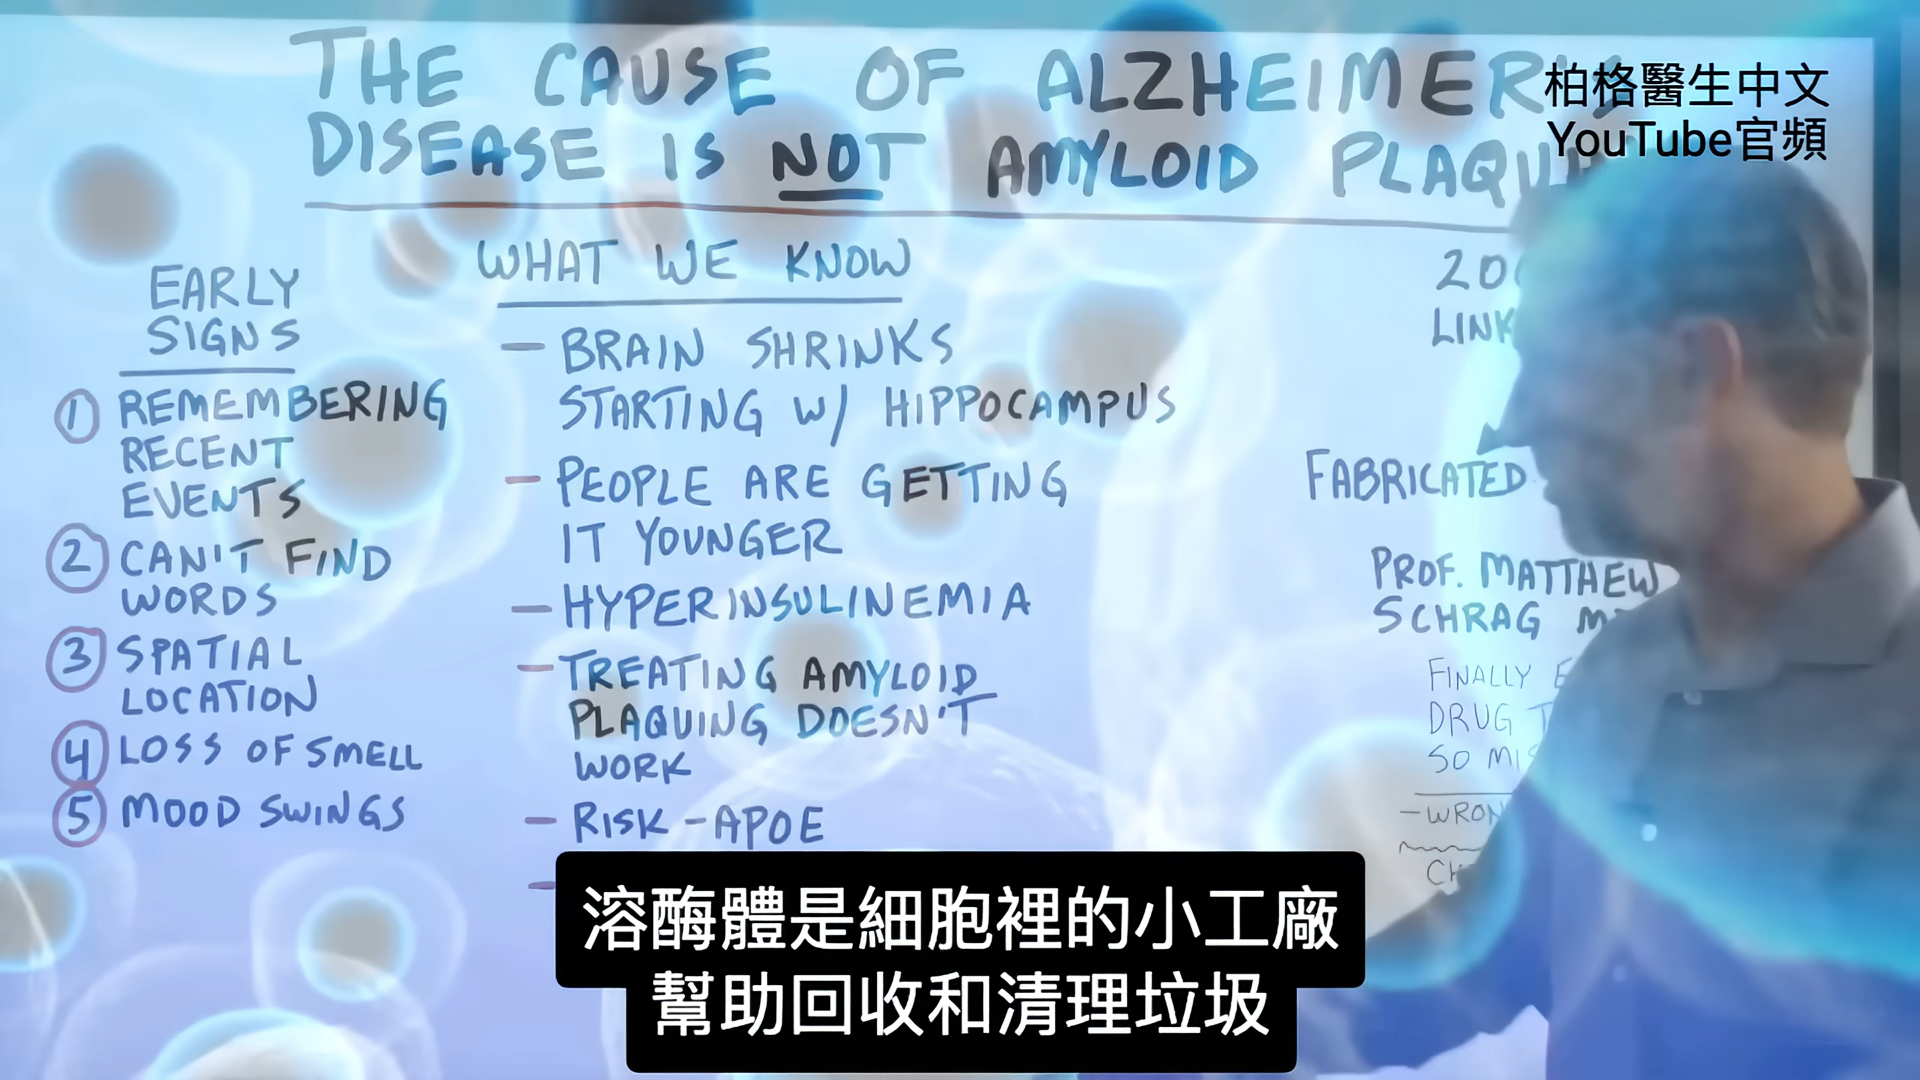 THE CAUSE OF ALZHEIMER'S
DISEASE IS NOT AMYLOID
柏格醫生中文
YouTube官頻
EARLY
SIGNS
① REMEMBERING
RECENT
EVENTS
② CAN'T FIND
WORDS
③ SPATIAL
LOCATION
④ LOSS OF SMELL
⑤ MOOD SWINGS
WHAT WE KNOW
— BRAIN SHRINKS
STARTING W/ HIPPOCAMPUS
— PEOPLE ARE GETTING
IT YOUNGER
— HYPERINSULINEMIA
— TREATING AMYLOID
PLAQUING DOESN'T
WORK
— RISK - APOE
FABRICATED
PROF. MATTHEW
SCHRAG
FINALLY
DRUG
SO
溶酶體是細胞裡的小工廠
幫助回收和清理垃圾